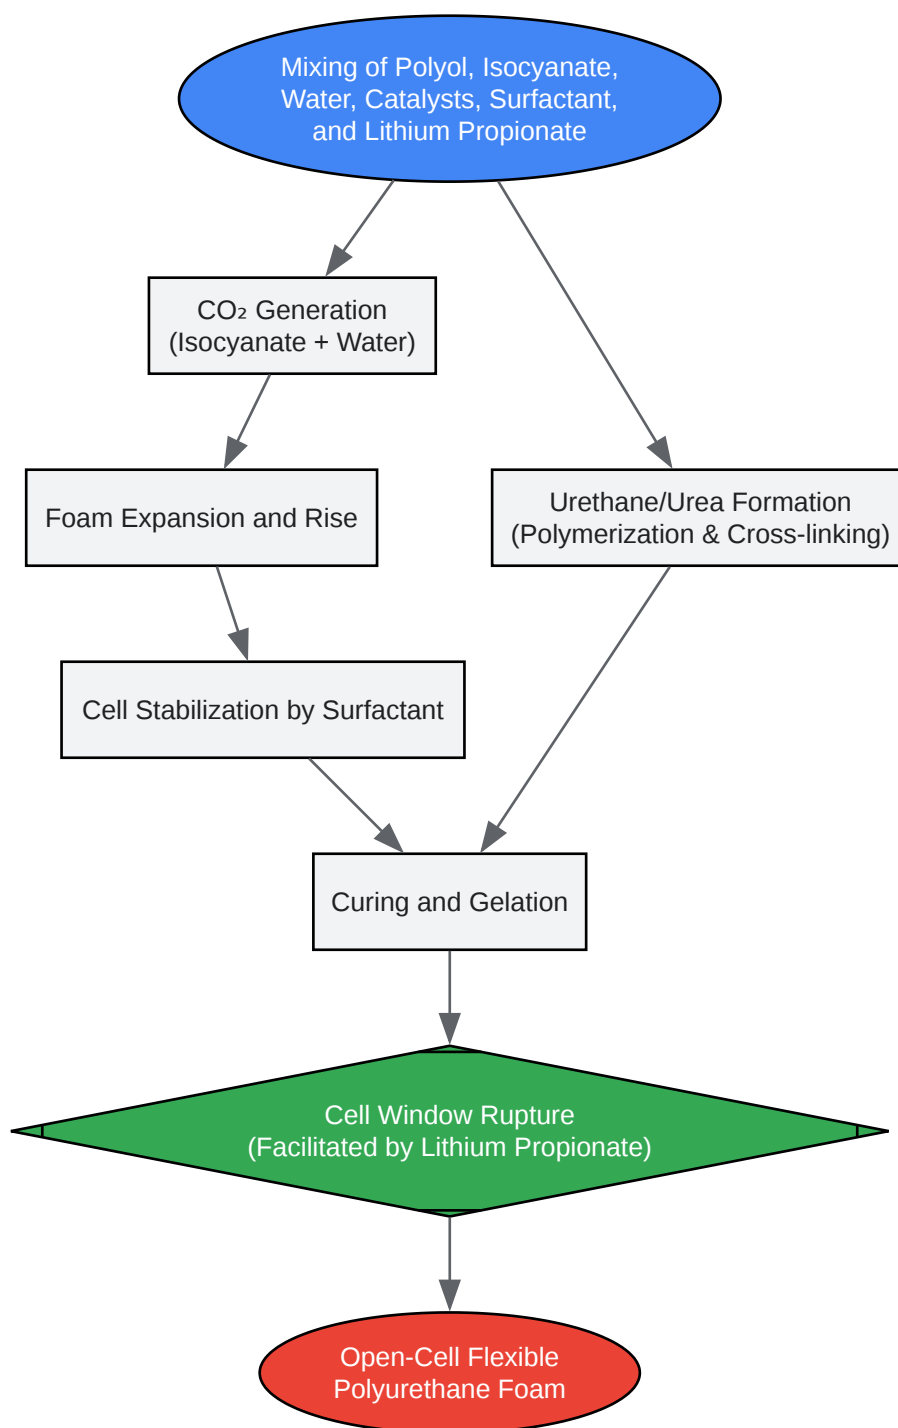 Mixing of Polyol, Isocyanate,
Water, Catalysts, Surfactant,
and Lithium Propionate
CO₂ Generation
(Isocyanate + Water)
Foam Expansion and Rise
Urethane/Urea Formation
(Polymerization & Cross-linking)
Cell Stabilization by Surfactant
Curing and Gelation
Cell Window Rupture
(Facilitated by Lithium Propionate)
Open-Cell Flexible
Polyurethane Foam